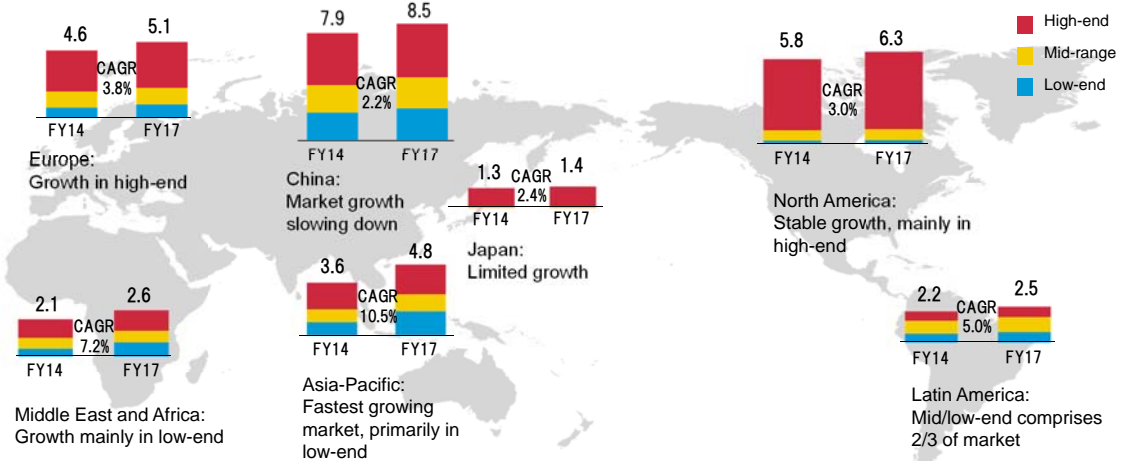 4.6
5.1
CAGR
3.8%
FY14
FY17
Europe:
Growth in high-end
7.9
8.5
CAGR
2.2%
FY14
FY17
China:
Market growth
slowing down
1.3
CAGR
2.4%
1.4
FY14
FY17
Japan:
Limited growth
5.8
6.3
CAGR
3.0%
FY14
FY17
North America:
Stable growth, mainly in
high-end
High-end
Mid-range
Low-end
2.1
2.6
CAGR
7.2%
FY14
FY17
Middle East and Africa:
Growth mainly in low-end
3.6
4.8
CAGR
10.5%
FY14
FY17
Asia-Pacific:
Fastest growing
market, primarily in
low-end
2.2
2.5
CAGR
5.0%
FY14
FY17
Latin America:
Mid/low-end comprises
2/3 of market